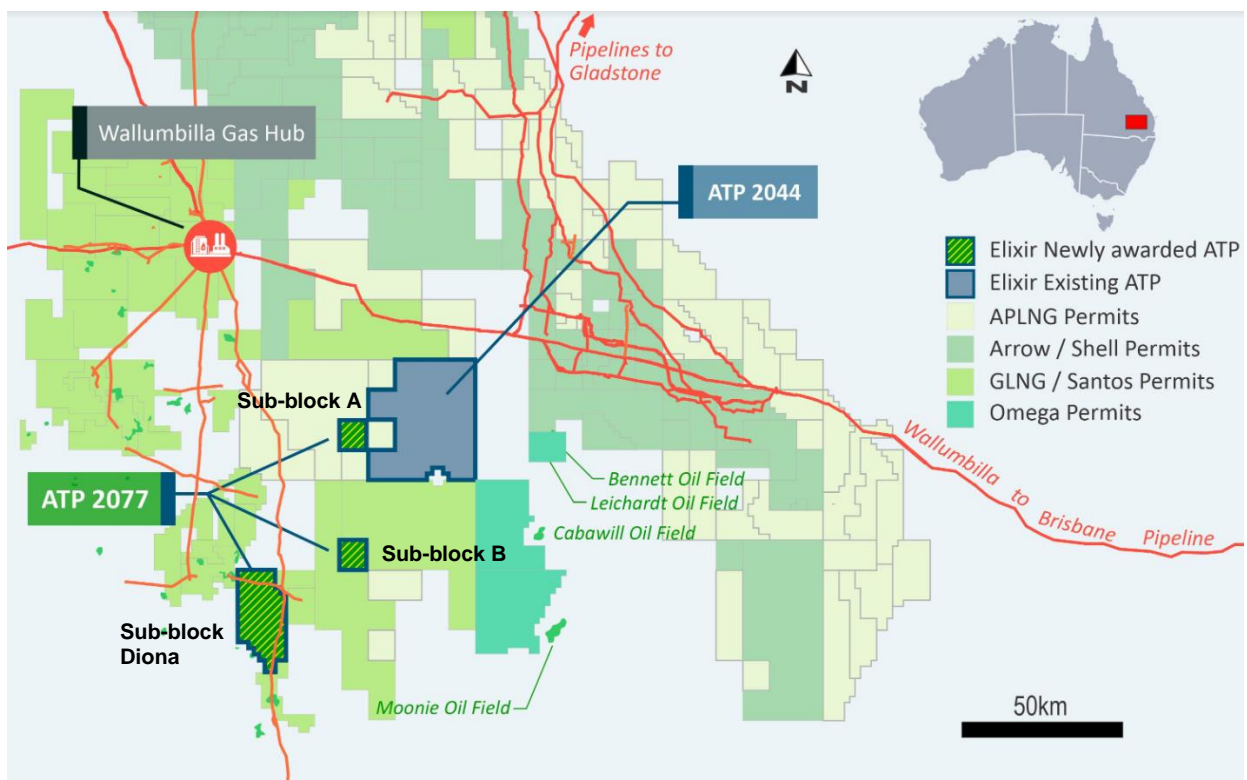 Pipelines to
Gladstone
N
Wallumbilla Gas Hub
ATP 2044
Elixir Newly awarded ATP
Elixir Existing ATP
APLNG Permits
Arrow / Shell Permits
GLNG / Santos Permits
Omega Permits
Sub-block A
Wallumbilla to Brisbane Pipeline
Bennett Oil Field
Leichardt Oil Field
ATP 2077
Cabawill Oil Field
Sub-block B
Sub-block
Diona
Moonie Oil Field
50km